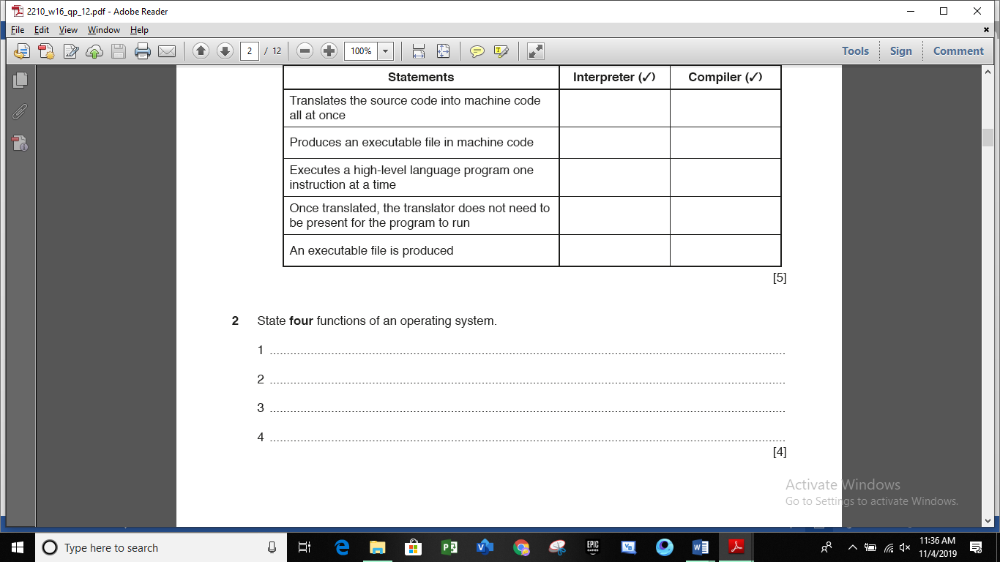 2210_w16_qp_12.pdf - Adobe Reader
File Edit View Window Help
2 / 12
100%
Tools Sign Comment
Statements Interpreter (✓) Compiler (✓)
Translates the source code into machine code
all at once
Produces an executable file in machine code
Executes a high-level language program one
instruction at a time
Once translated, the translator does not need to
be present for the program to run
An executable file is produced
[5]
2 State four functions of an operating system.
1 ........................................................................
2 ........................................................................
3 ........................................................................
4 ........................................................................
[4]
Activate Windows
Go to Settings to activate Windows.
Type here to search
EPIC
GAMES
11:36 AM
11/4/2019